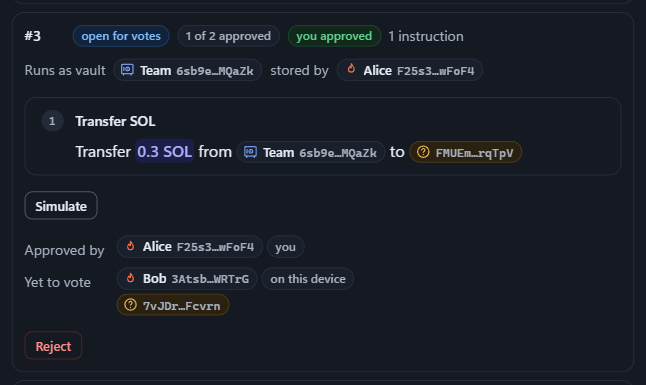 #3 open for votes 1 of 2 approved you approved 1 instruction
Runs as vault Team 6sb9e…MQaZk stored by Alice F25s3…wFoF4
1 Transfer SOL
Transfer 0.3 SOL from Team 6sb9e…MQaZk to FMUEm…rqTpV
Simulate
Approved by Alice F25s3…wFoF4 you
Yet to vote Bob 3Atsb…WRTrG on this device
7vJDr…Fcvrn
Reject